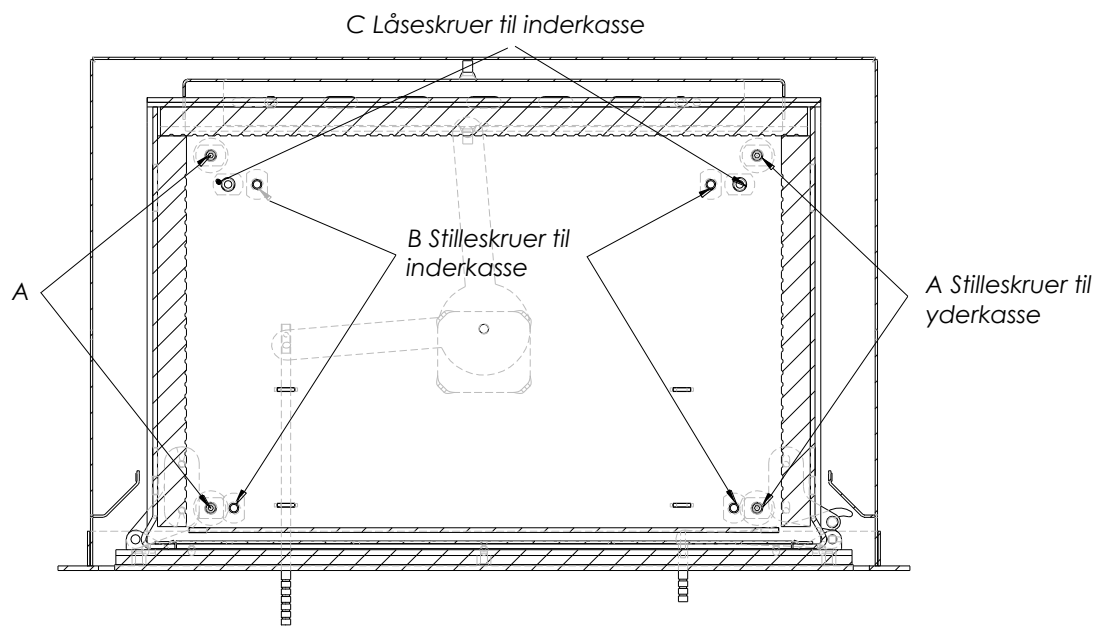 C Låseskruer til inderkasse
B Stilleskruer til
inderkasse
A
A Stilleskruer til
yderkasse